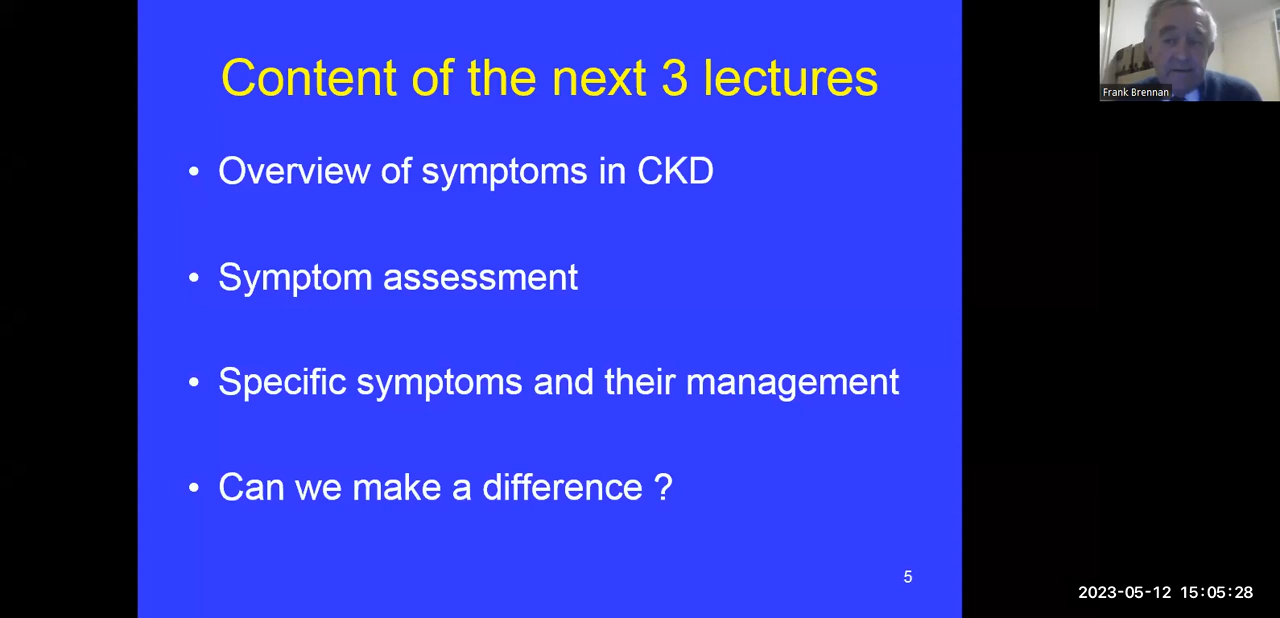 Content of the next 3 lectures
• Overview of symptoms in CKD
• Symptom assessment
• Specific symptoms and their management
• Can we make a difference ?
5
Frank Brennan
2023-05-12 15:05:28